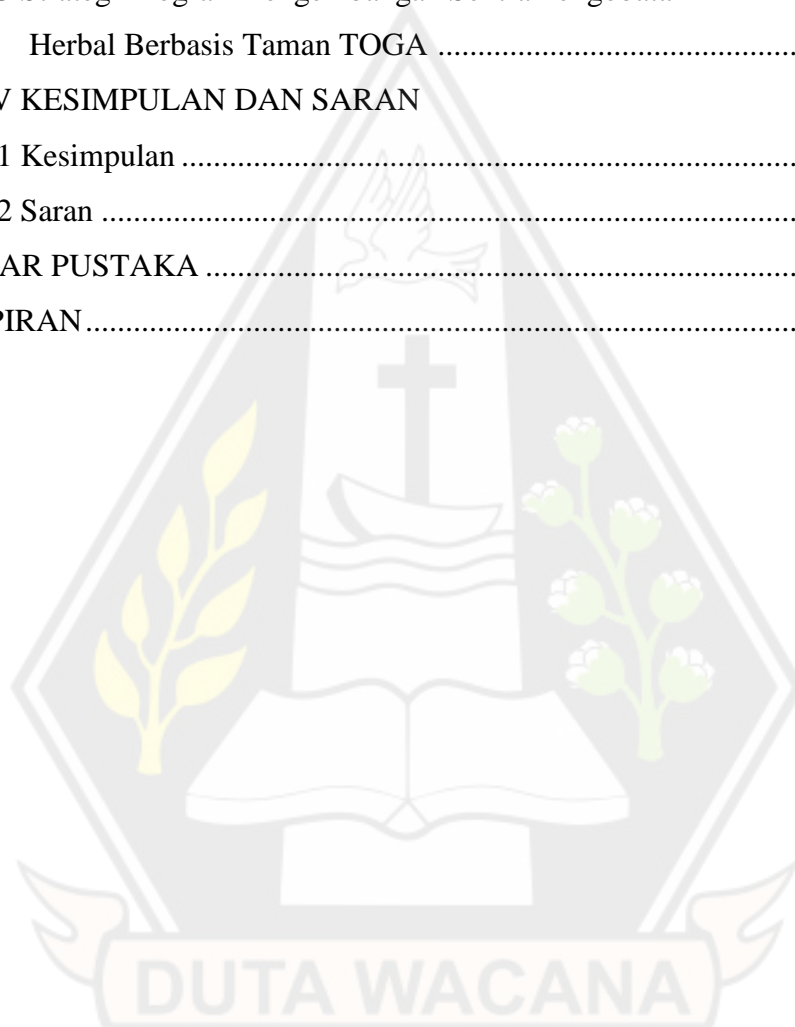 Herbal Berbasis Taman TOGA ......................................
V KESIMPULAN DAN SARAN
1 Kesimpulan .................................................................
2 Saran ..........................................................................
AR PUSTAKA ...............................................................
PIRAN...........................................................................
DUTA WACANA